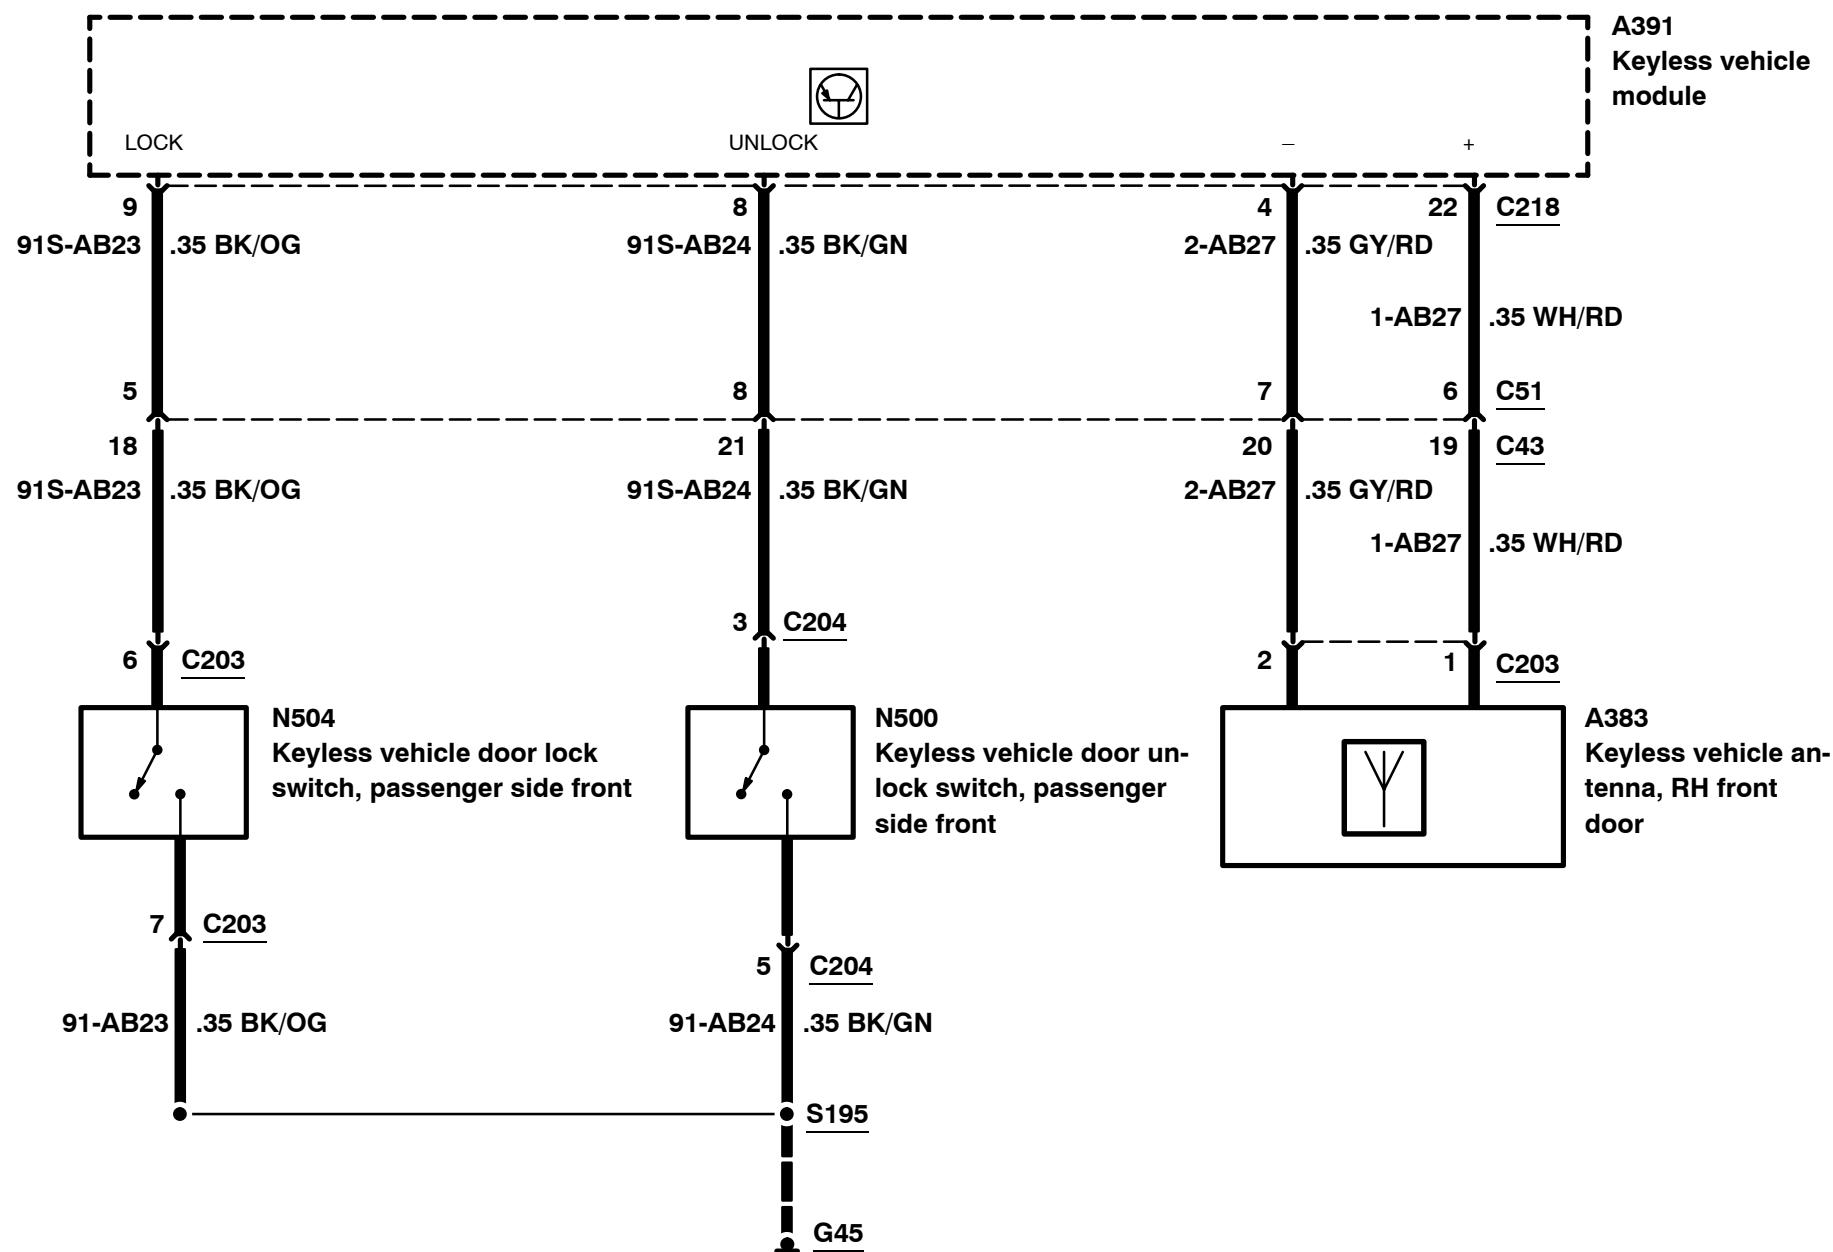 A391
Keyless vehicle
module
LOCK UNLOCK – +
9 8 4 22 C218
91S-AB23 .35 BK/OG 91S-AB24 .35 BK/GN 2-AB27 .35 GY/RD
1-AB27 .35 WH/RD
5 8 7 6 C51
18 21 20 19 C43
91S-AB23 .35 BK/OG 91S-AB24 .35 BK/GN 2-AB27 .35 GY/RD
1-AB27 .35 WH/RD
3 C204
6 C203 2 1 C203
N504
Keyless vehicle door lock
switch, passenger side front
N500
Keyless vehicle door un-
lock switch, passenger
side front
A383
Keyless vehicle an-
tenna, RH front
door
7 C203
5 C204
91-AB23 .35 BK/OG 91-AB24 .35 BK/GN
S195
G45